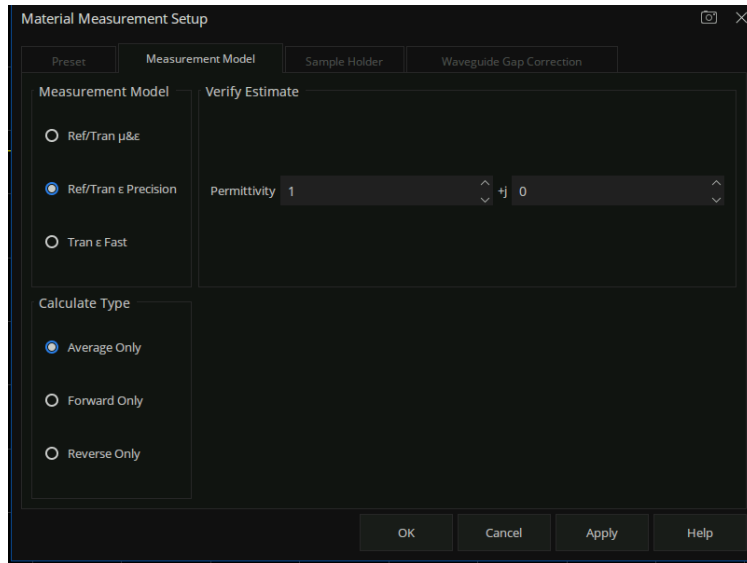 Material Measurement Setup
Preset
Measurement Model
Sample Holder
Waveguide Gap Correction
Measurement Model
Ref/Tran μ&ε
Ref/Tran ε Precision
Tran ε Fast
Verify Estimate
Permittivity 1 +j 0
Calculate Type
Average Only
Forward Only
Reverse Only
OK
Cancel
Apply
Help